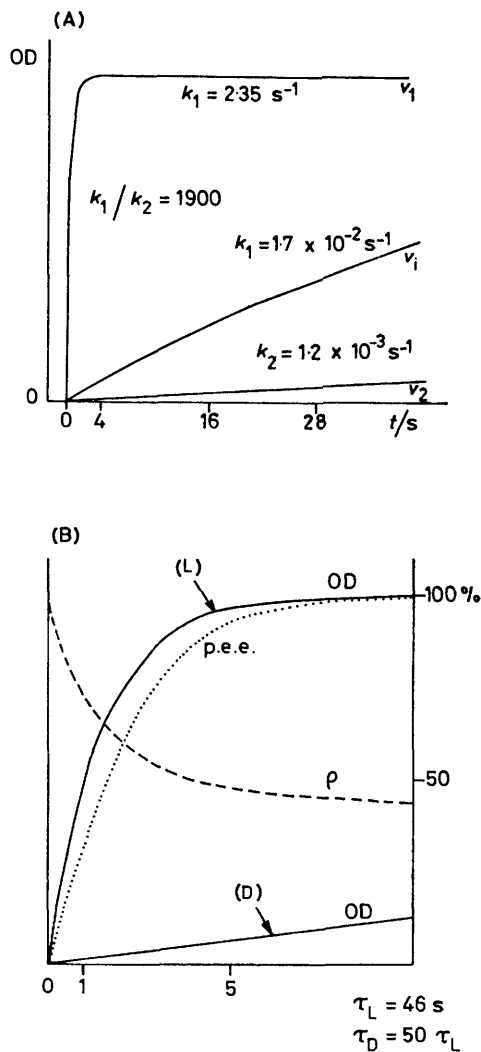 (A)
OD
k₁ = 2·35 s⁻¹
v₁
k₁/k₂ = 1900
k₁ = 1·7 x 10⁻² s⁻¹
vᵢ
k₂ = 1·2 x 10⁻³ s⁻¹
v₂
0
0 4 16 28 t/s
(B)
(L)
OD
100 %
p.e.e.
50
ρ
(D)
OD
0 1 5
τL = 46 s
τD = 50 τL